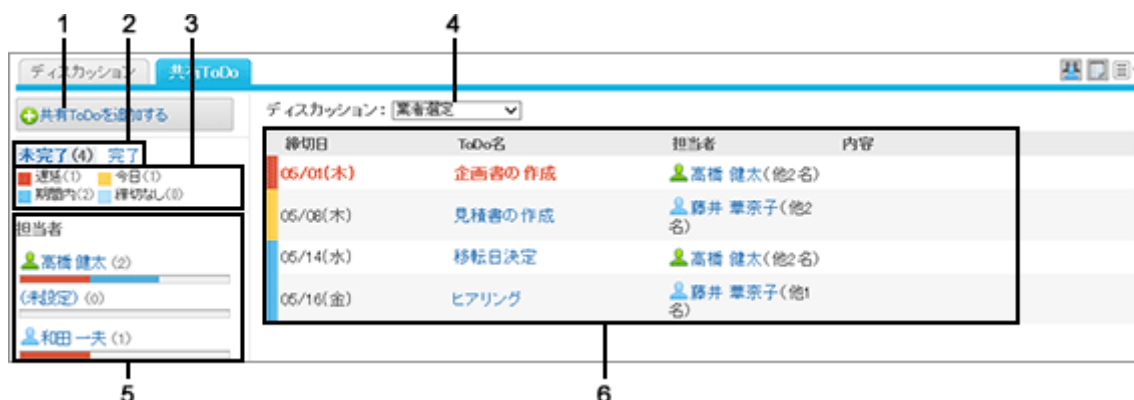 1 2 3 4
ディスカッション 共有ToDo
共有ToDoを追加する
ディスカッション: 業者選定
未完了(4) 完了
遅延(1) 今日(1)
期間内(2) 締切なし(0)
担当者
高橋 健太 (2)
(未設定) (0)
和田 一夫 (1)
締切日 ToDo名 担当者 内容
05/01(木) 企画書の作成 高橋 健太(他2名)
05/08(木) 見積書の作成 藤井 華奈子(他2
名)
05/14(水) 移転日決定 高橋 健太(他2名)
05/16(金) ヒアリング 藤井 華奈子(他1
名)
5 6